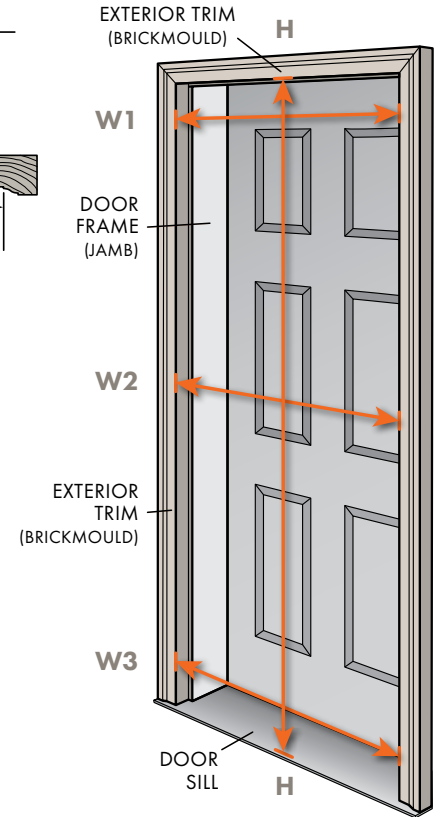 EXTERIOR TRIM
(BRICKMOULD)
H
W1
DOOR
FRAME
(JAMB)
W2
EXTERIOR
TRIM
(BRICKMOULD)
W3
DOOR
SILL
H